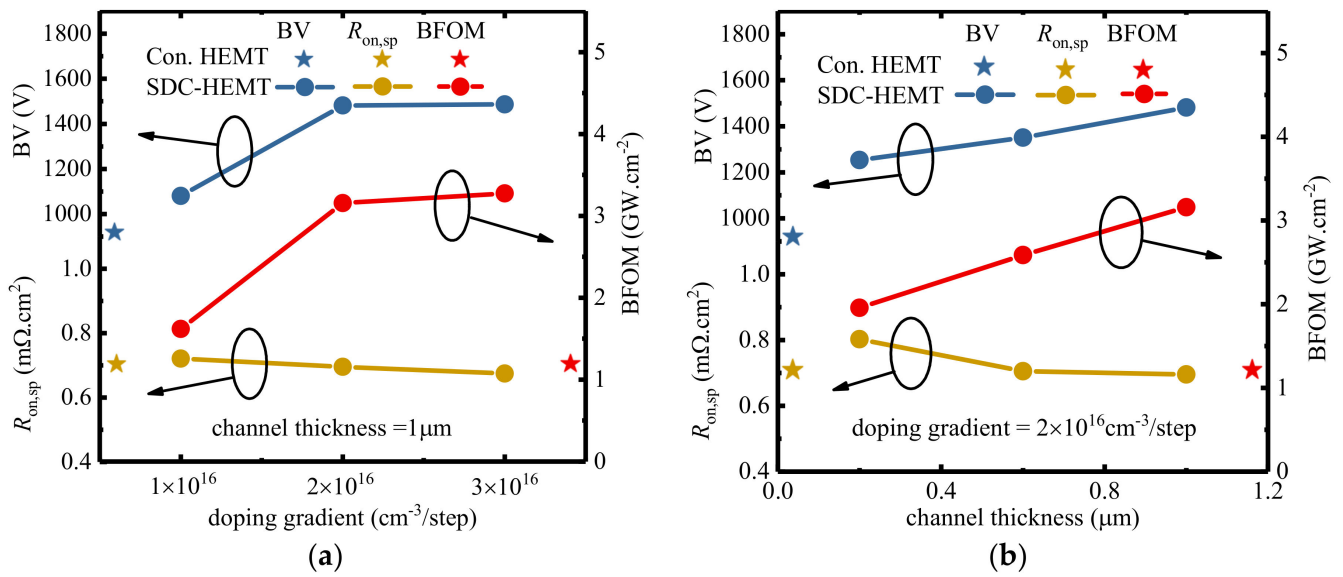 BV R_on,sp BFOM
Con. HEMT
SDC-HEMT
BV (V)
1800
1600
1400
1200
1000
R_on,sp (mΩ.cm²)
1.0
0.8
0.6
0.4
BFOM (GW.cm⁻²)
5
4
3
2
1
0
channel thickness =1μm
1×10¹⁶ 2×10¹⁶ 3×10¹⁶
doping gradient (cm⁻³/step)
(a)
BV R_on,sp BFOM
Con. HEMT
SDC-HEMT
BV (V)
1800
1600
1400
1200
1000
R_on,sp (mΩ.cm²)
1.0
0.8
0.6
0.4
BFOM (GW.cm⁻²)
5
4
3
2
1
0
doping gradient = 2×10¹⁶cm⁻³/step
0.0 0.4 0.8 1.2
channel thickness (μm)
(b)